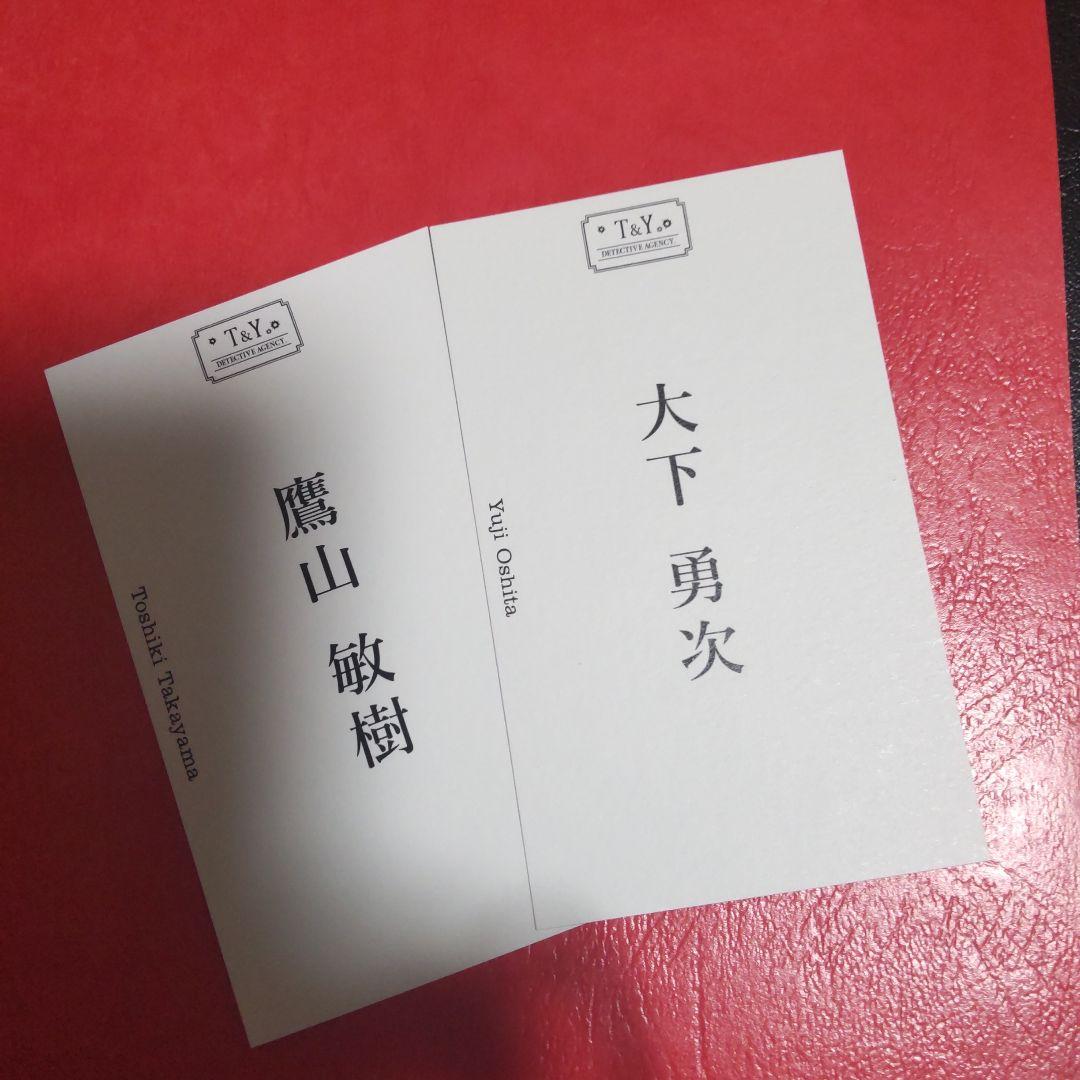 T&Y.
DETECTIVE AGENCY
鷹山 敏樹
Toshiki Takayama
T&Y.
DETECTIVE AGENCY
大下 勇次
Yuji Oshita